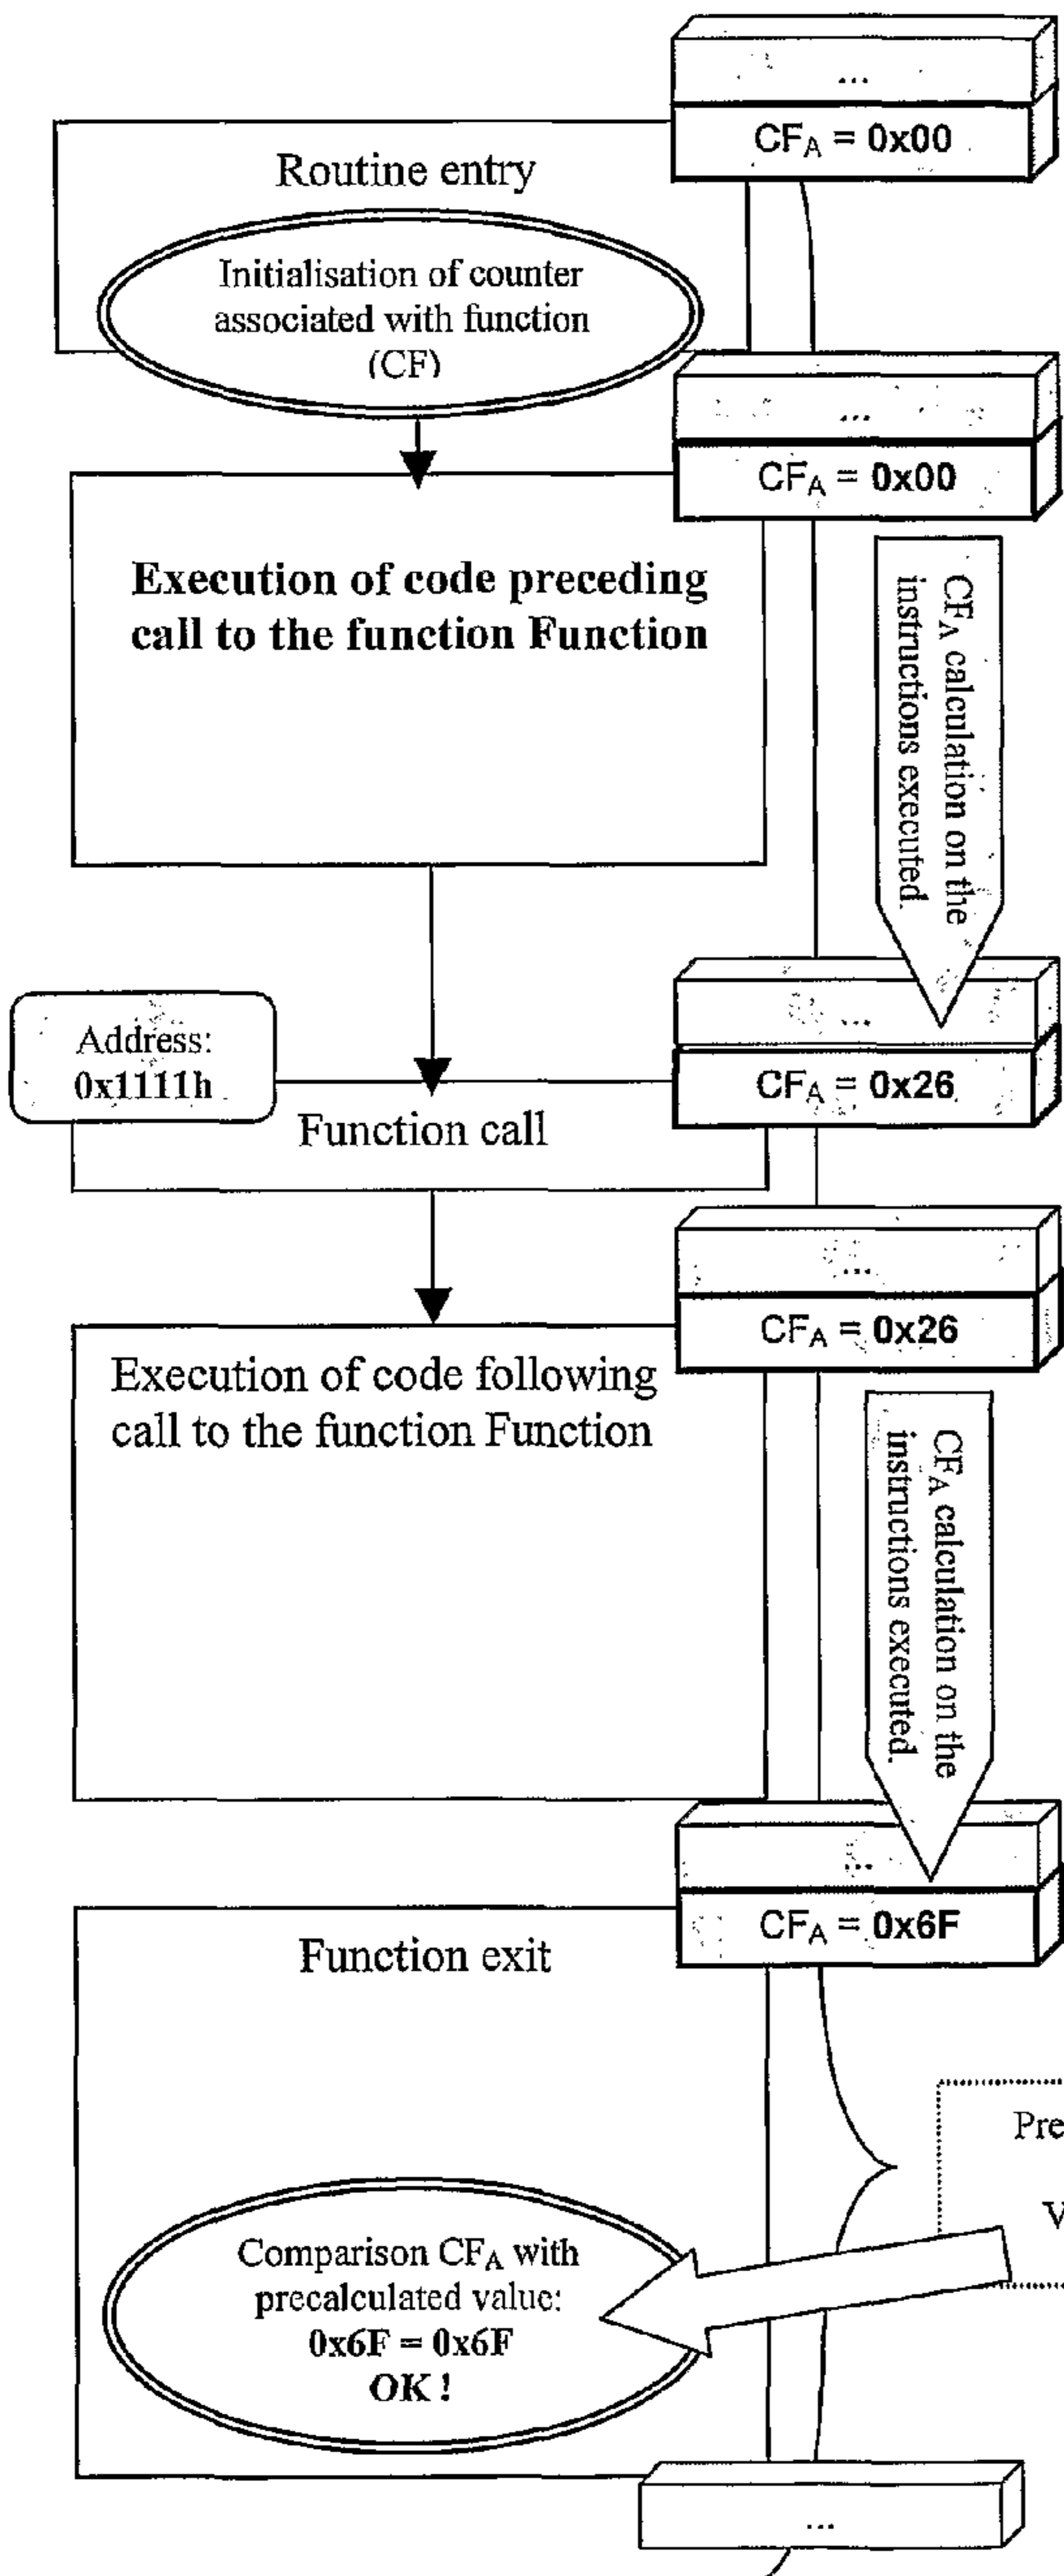 ...
CFA = 0x00
Routine entry
Initialisation of counter
associated with function
(CF)
...
CFA = 0x00
Execution of code preceding
call to the function Function
CFA calculation on the
instructions executed.
Address:
0x1111h
...
CFA = 0x26
Function call
...
CFA = 0x26
Execution of code following
call to the function Function
CFA calculation on the
instructions executed.
...
CFA = 0x6F
Function exit
Pre
V
Comparison CFA with
precalculated value:
0x6F = 0x6F
OK !
...